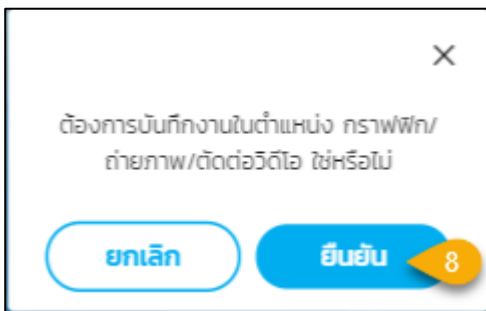 ต้องการบันทึกงานในตำแหน่ง กราฟฟิก/
ถ่ายภาพ/ตัดต่อวิดีโอ ใช่หรือไม่
ยกเลิก ยืนยัน 8